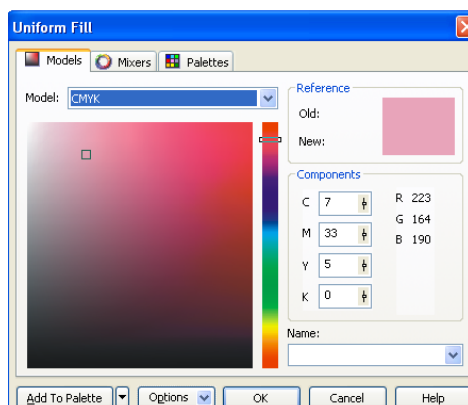 Uniform Fill
Models Mixers Palettes
Model: CMYK
Reference
Old:
New:
Components
C 7 R 223
M 33 G 164
Y 5 B 190
K 0
Name:
Add To Palette Options OK Cancel Help